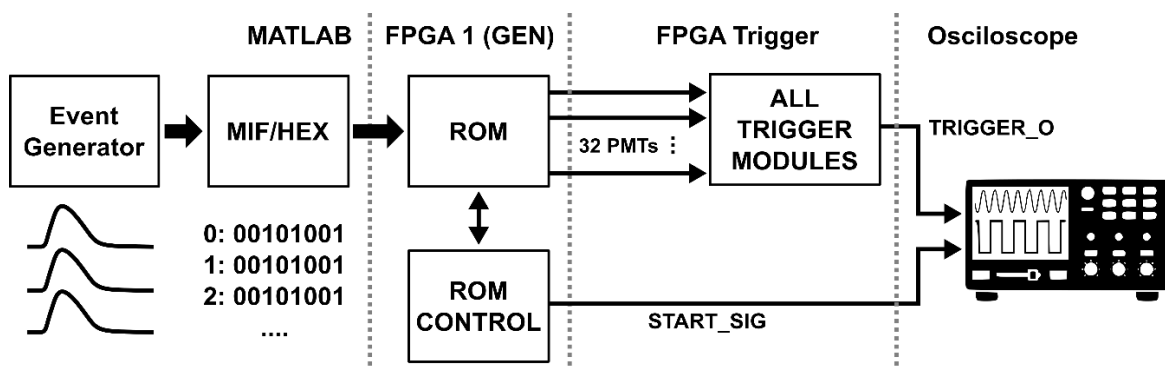 MATLAB
FPGA 1 (GEN)
FPGA Trigger
Osciloscope
Event
Generator
MIF/HEX
ROM
32 PMTs ⋮
ALL
TRIGGER
MODULES
TRIGGER_O
0: 00101001
1: 00101001
2: 00101001
....
ROM
CONTROL
START_SIG